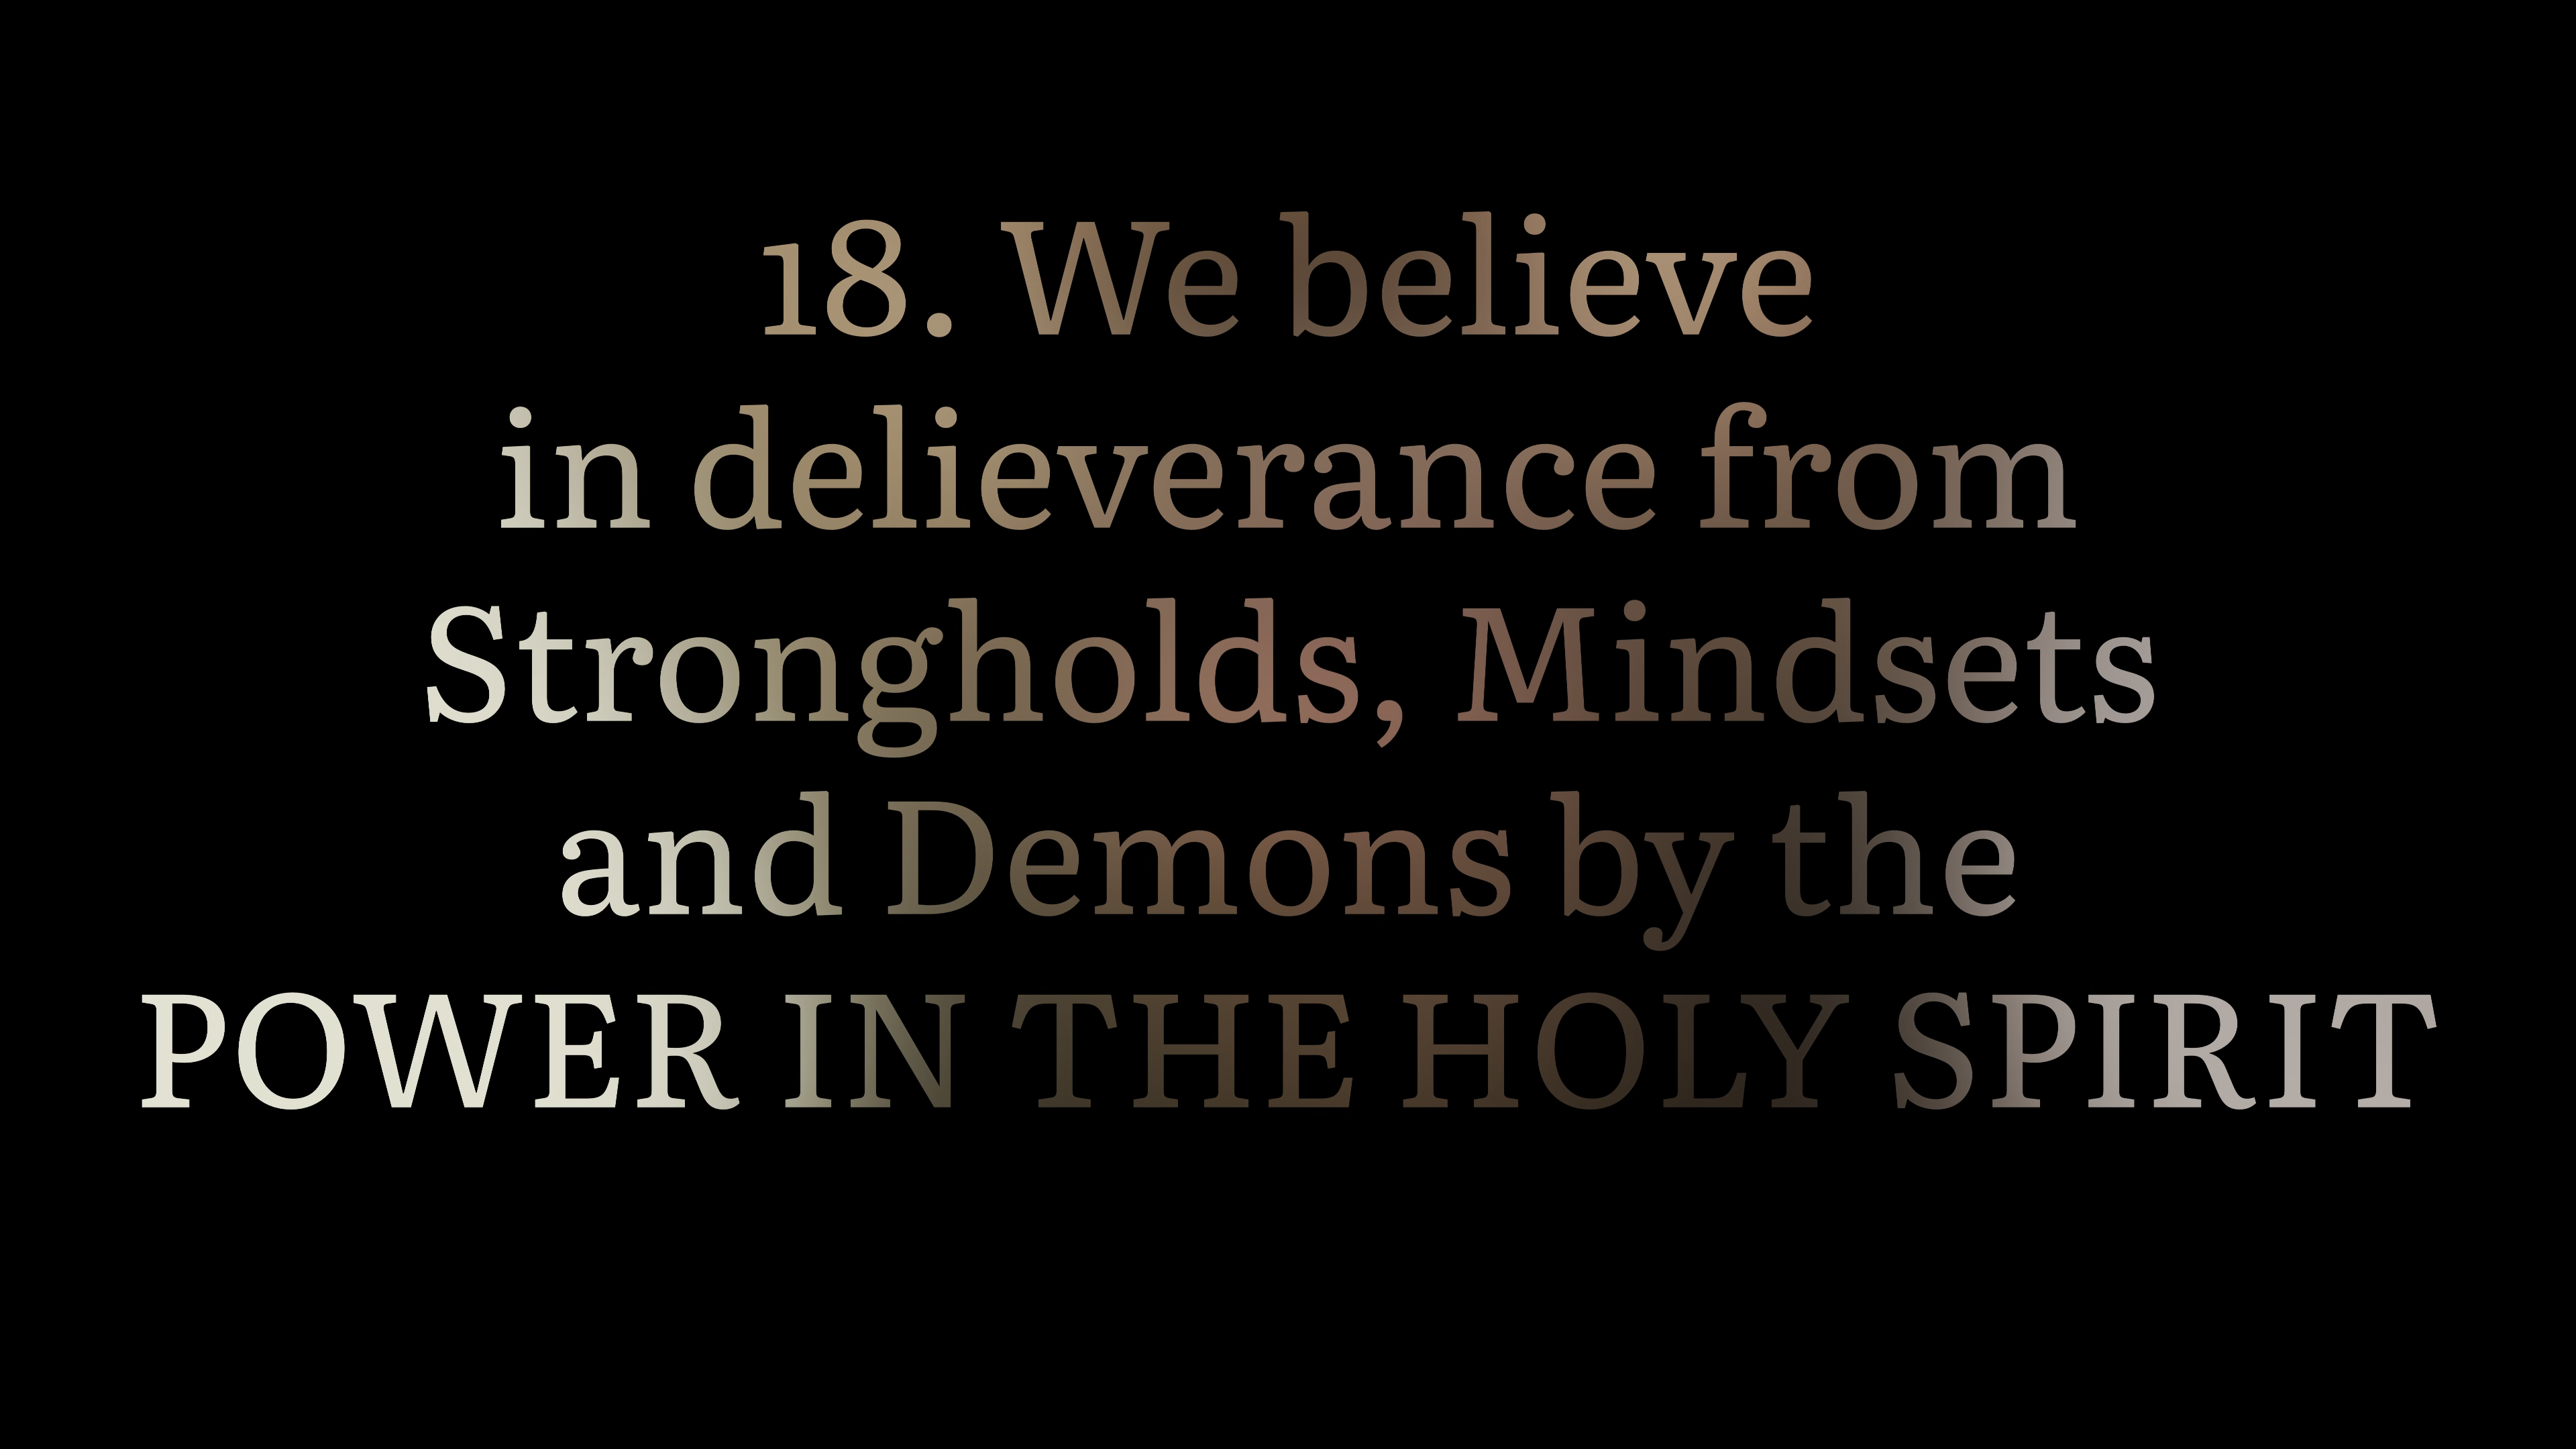 18. We believe
in delieverance from
Strongholds, Mindsets
and Demons by the
POWER IN THE HOLY SPIRIT